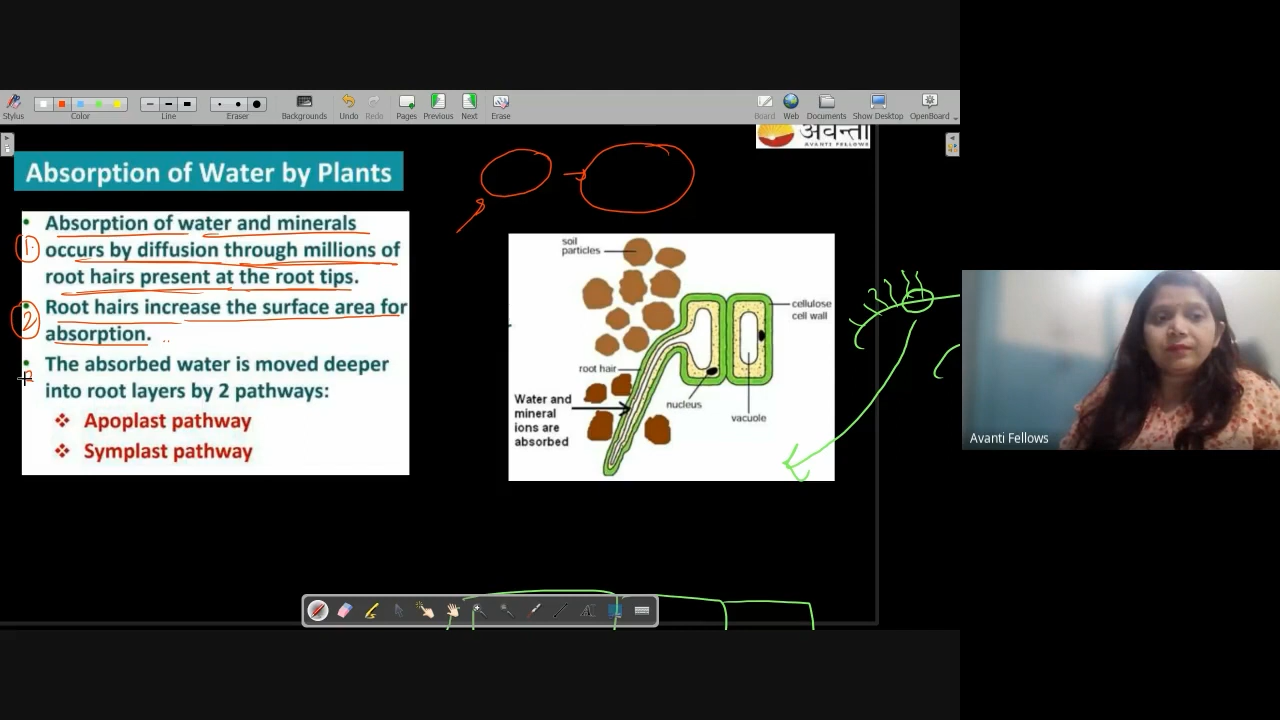 Stylus
Color
Line
Eraser
Backgrounds
Undo
Redo
Pages
Previous
Next
Erase
Board
Web
Documents
Show Desktop
OpenBoard
अवन्ती
AVANTI FELLOWS
Absorption of Water by Plants
• Absorption of water and minerals
1. occurs by diffusion through millions of
root hairs present at the root tips.
• Root hairs increase the surface area for
2 absorption.
• The absorbed water is moved deeper
into root layers by 2 pathways:
❖ Apoplast pathway
❖ Symplast pathway
soil
particles
cellulose
cell wall
root hair
Water and
mineral
ions are
absorbed
nucleus
vacuole
Avanti Fellows